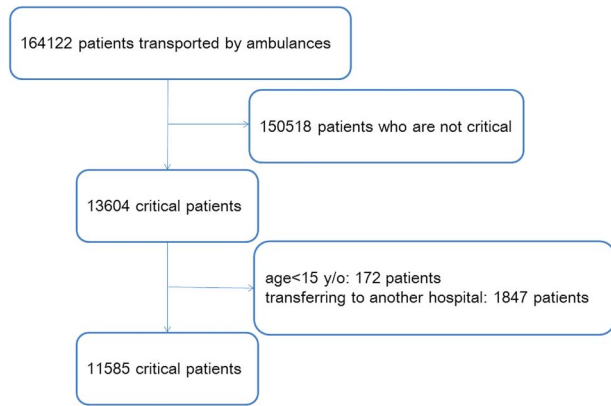 164122 patients transported by ambulances
150518 patients who are not critical
13604 critical patients
age<15 y/o: 172 patients
transferring to another hospital: 1847 patients
11585 critical patients